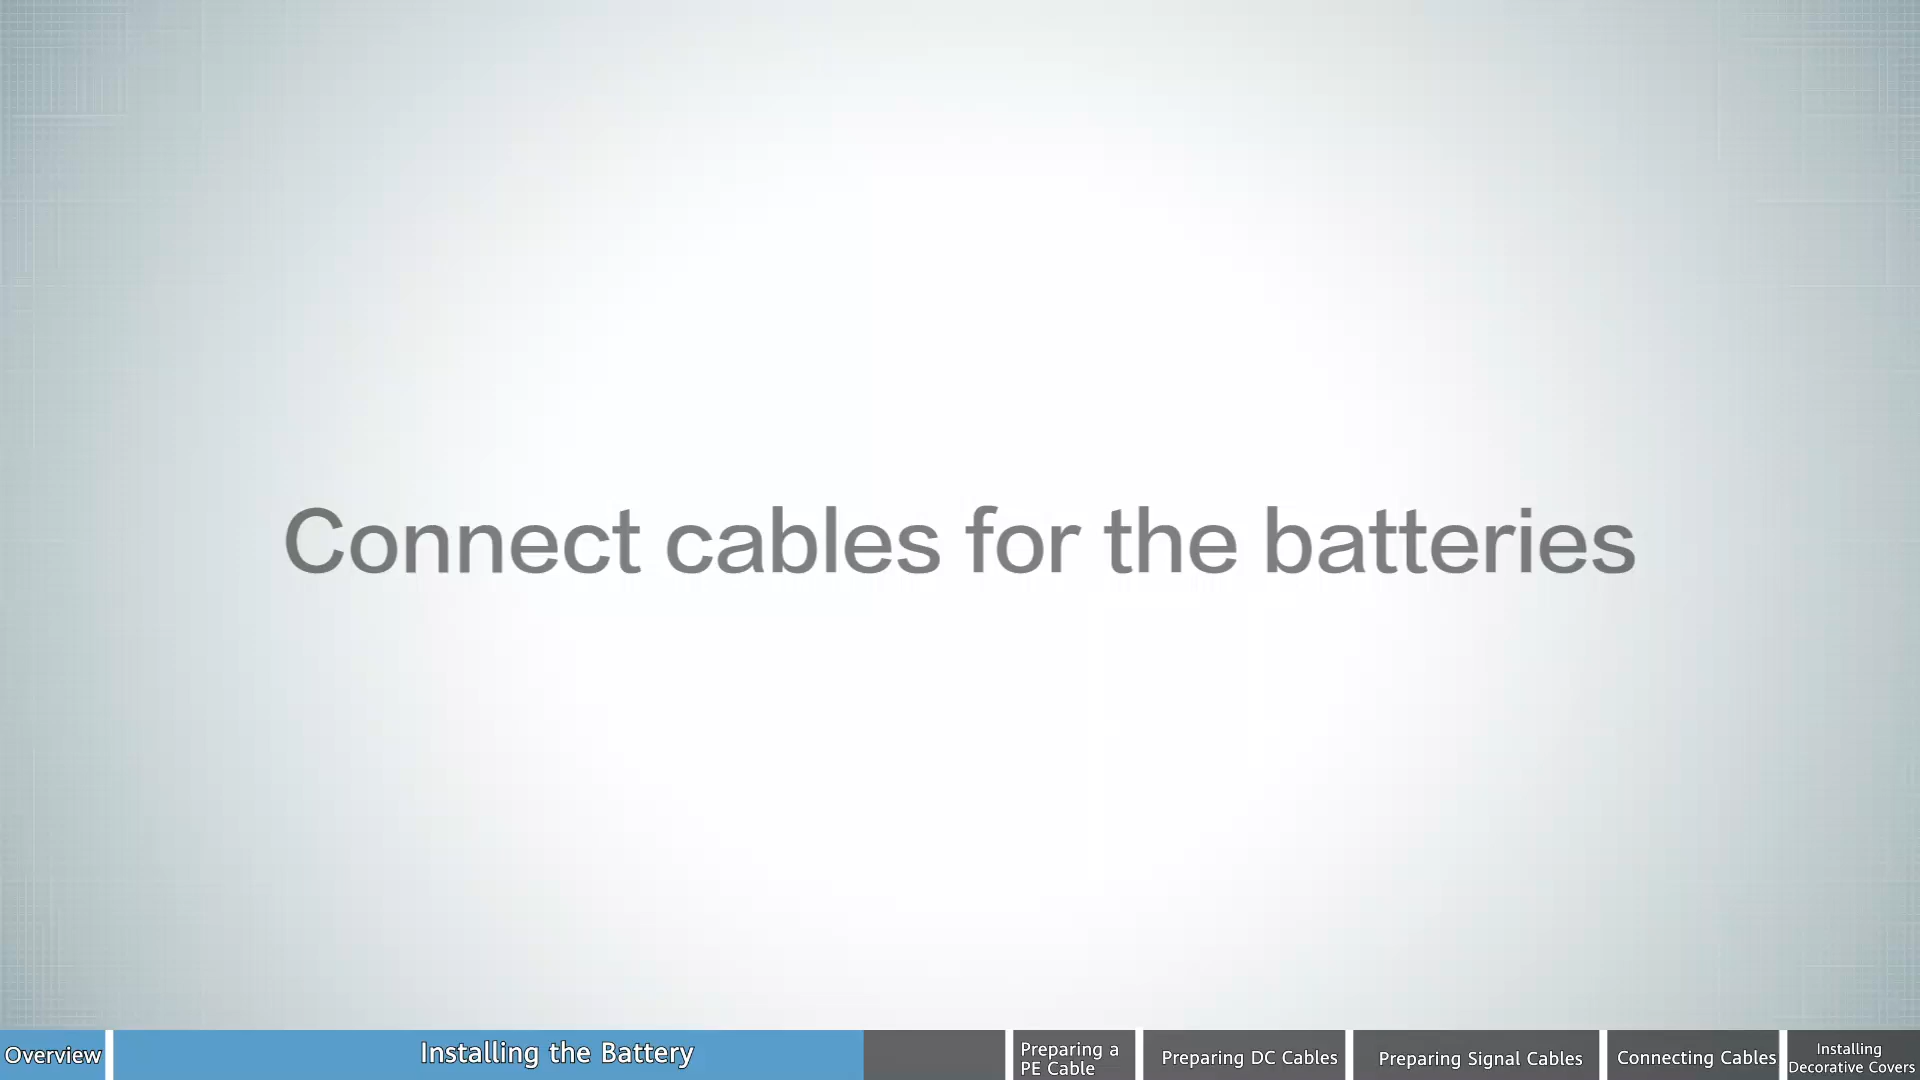 Connect cables for the batteries
Overview
Installing the Battery
Preparing a
PE Cable
Preparing DC Cables
Preparing Signal Cables
Connecting Cables
Installing
Decorative Covers